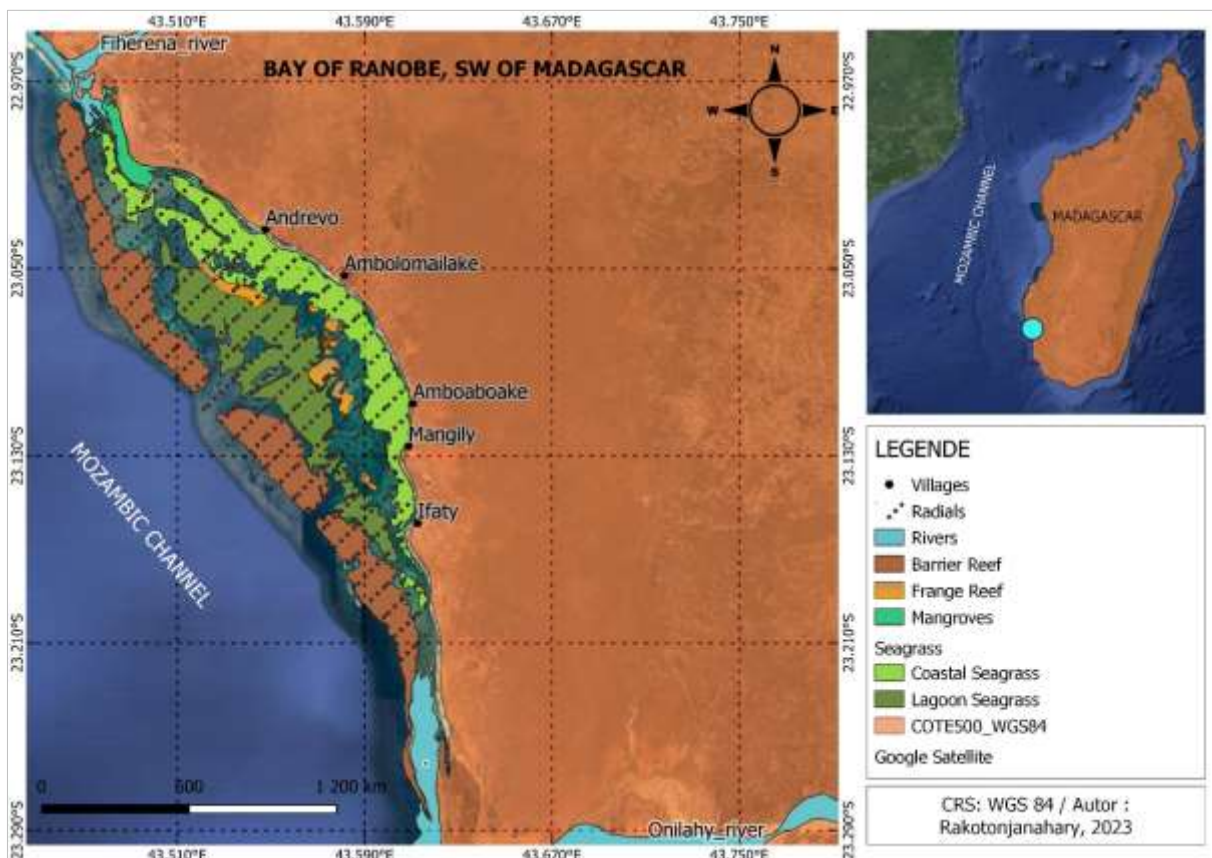 43.510°E 43.590°E 43.670°E 43.750°E
Fiherena_river
BAY OF RANOBE, SW OF MADAGASCAR
N
W E
S
22.970°S 22.970°S
Andrevo
Ambolomailake
23.050°S 23.050°S
Amboaboake
Mangily
23.130°S 23.130°S
Ifaty
MOZAMBIC CHANNEL
23.210°S 23.210°S
0 600 1 200 km
Onilahy_river
23.290°S
43.510°E 43.590°E 43.670°E 43.750°E
MOZAMBIC CHANNEL
MADAGASCAR
LEGENDE
Villages
Radials
Rivers
Barrier Reef
Frange Reef
Mangroves
Seagrass
Coastal Seagrass
Lagoon Seagrass
COTE500_WGS84
Google Satellite
CRS: WGS 84 / Autor :
Rakotonjanahary, 2023